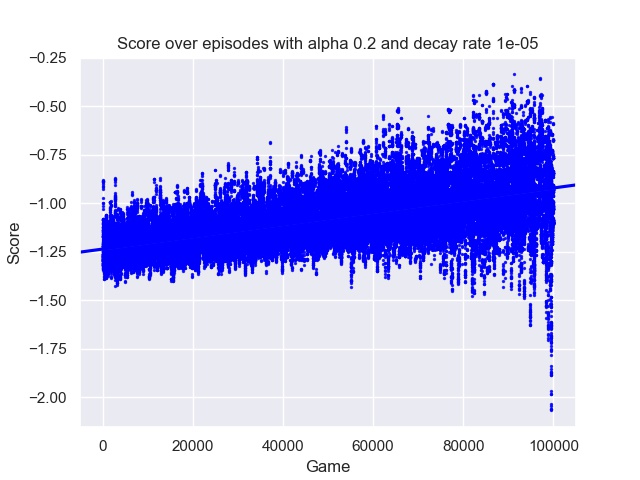 Score over episodes with alpha 0.2 and decay rate 1e-05
−0.25
−0.50
−0.75
−1.00
−1.25
−1.50
−1.75
−2.00
Score
0 20000 40000 60000 80000 100000
Game